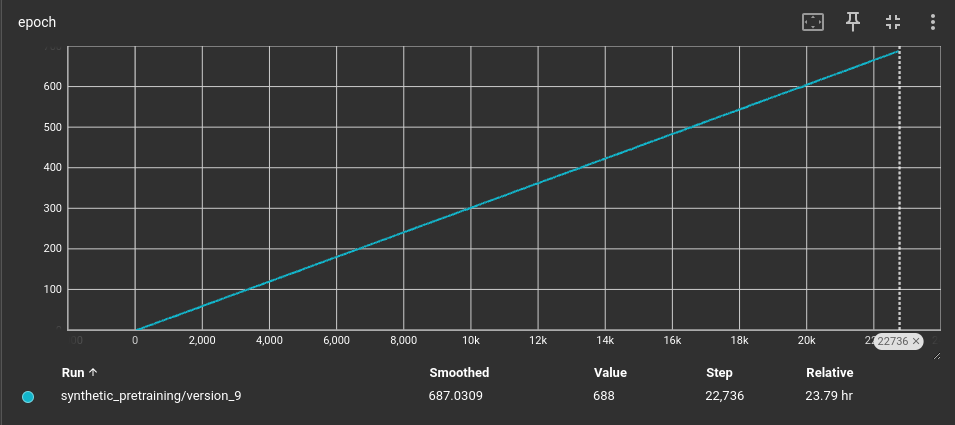 epoch
600
500
400
300
200
100
0 2,000 4,000 6,000 8,000 10k 12k 14k 16k 18k 20k
22736 ×
Run ↑ Smoothed Value Step Relative
synthetic_pretraining/version_9 687.0309 688 22,736 23.79 hr